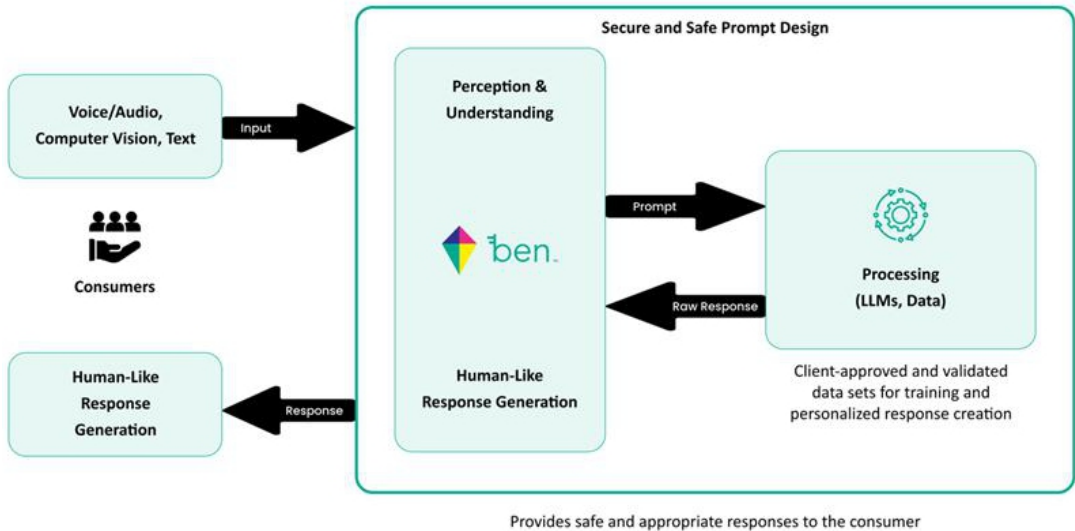 Secure and Safe Prompt Design
Voice/Audio,
Computer Vision, Text
Input
Perception &
Understanding
Prompt
ben
Processing
(LLMs, Data)
Raw Response
Consumers
Human-Like
Response
Generation
Response
Human-Like
Response Generation
Client-approved and validated
data sets for training and
personalized response creation
Provides safe and appropriate responses to the consumer